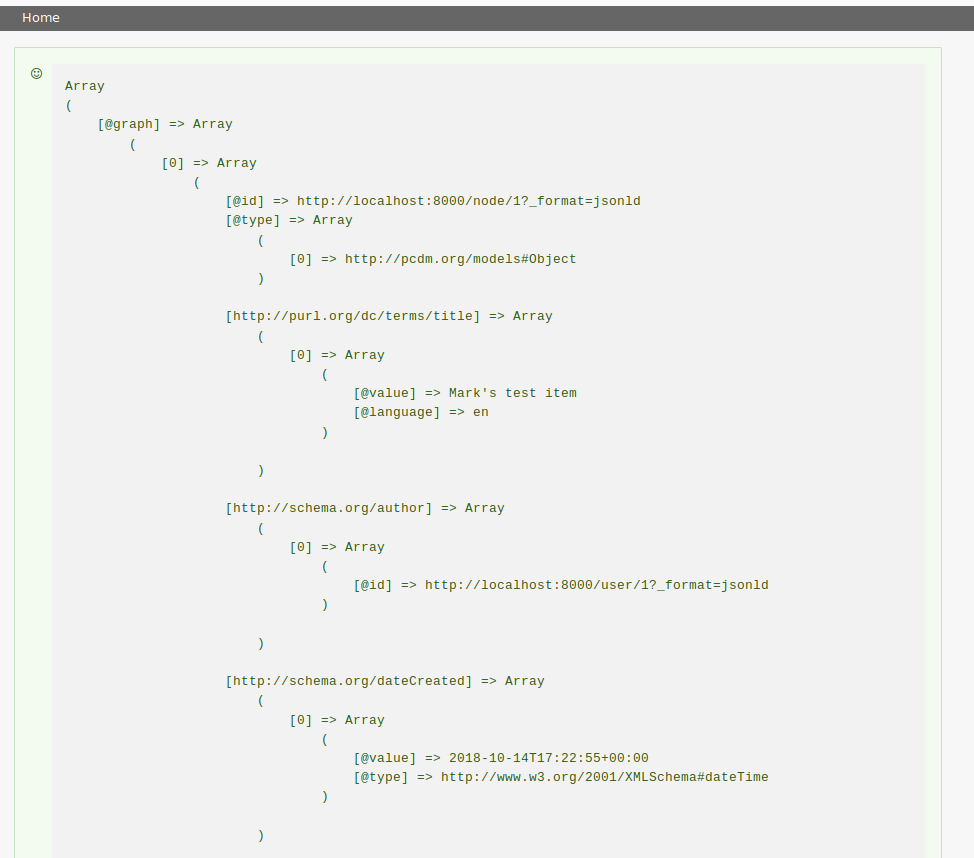 Home
Array
(
    [@graph] => Array
        (
            [0] => Array
                (
                    [@id] => http://localhost:8000/node/1?_format=jsonld
                    [@type] => Array
                        (
                            [0] => http://pcdm.org/models#Object
                        )

                    [http://purl.org/dc/terms/title] => Array
                        (
                            [0] => Array
                                (
                                    [@value] => Mark's test item
                                    [@language] => en
                                )

                        )

                    [http://schema.org/author] => Array
                        (
                            [0] => Array
                                (
                                    [@id] => http://localhost:8000/user/1?_format=jsonld
                                )

                        )

                    [http://schema.org/dateCreated] => Array
                        (
                            [0] => Array
                                (
                                    [@value] => 2018-10-14T17:22:55+00:00
                                    [@type] => http://www.w3.org/2001/XMLSchema#dateTime
                                )

                        )